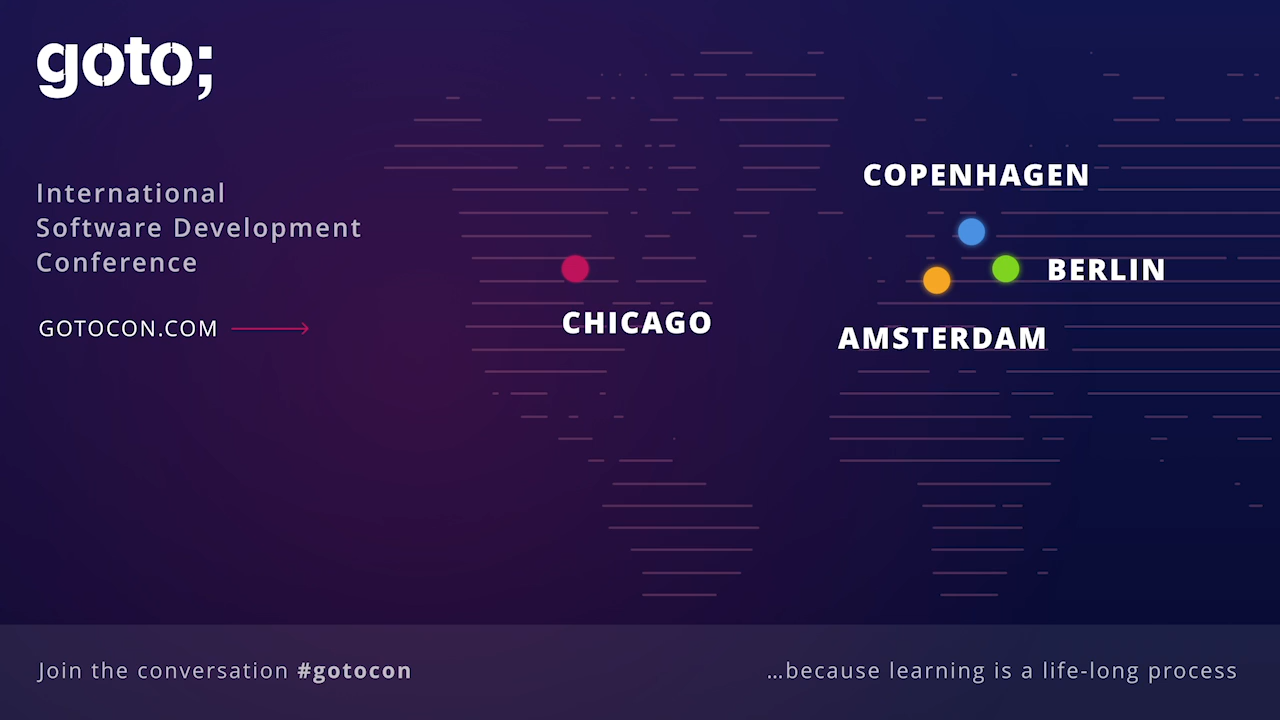 goto;
International
Software Development
Conference
GOTOCON.COM
COPENHAGEN
BERLIN
CHICAGO
AMSTERDAM
Join the conversation #gotocon
…because learning is a life-long process